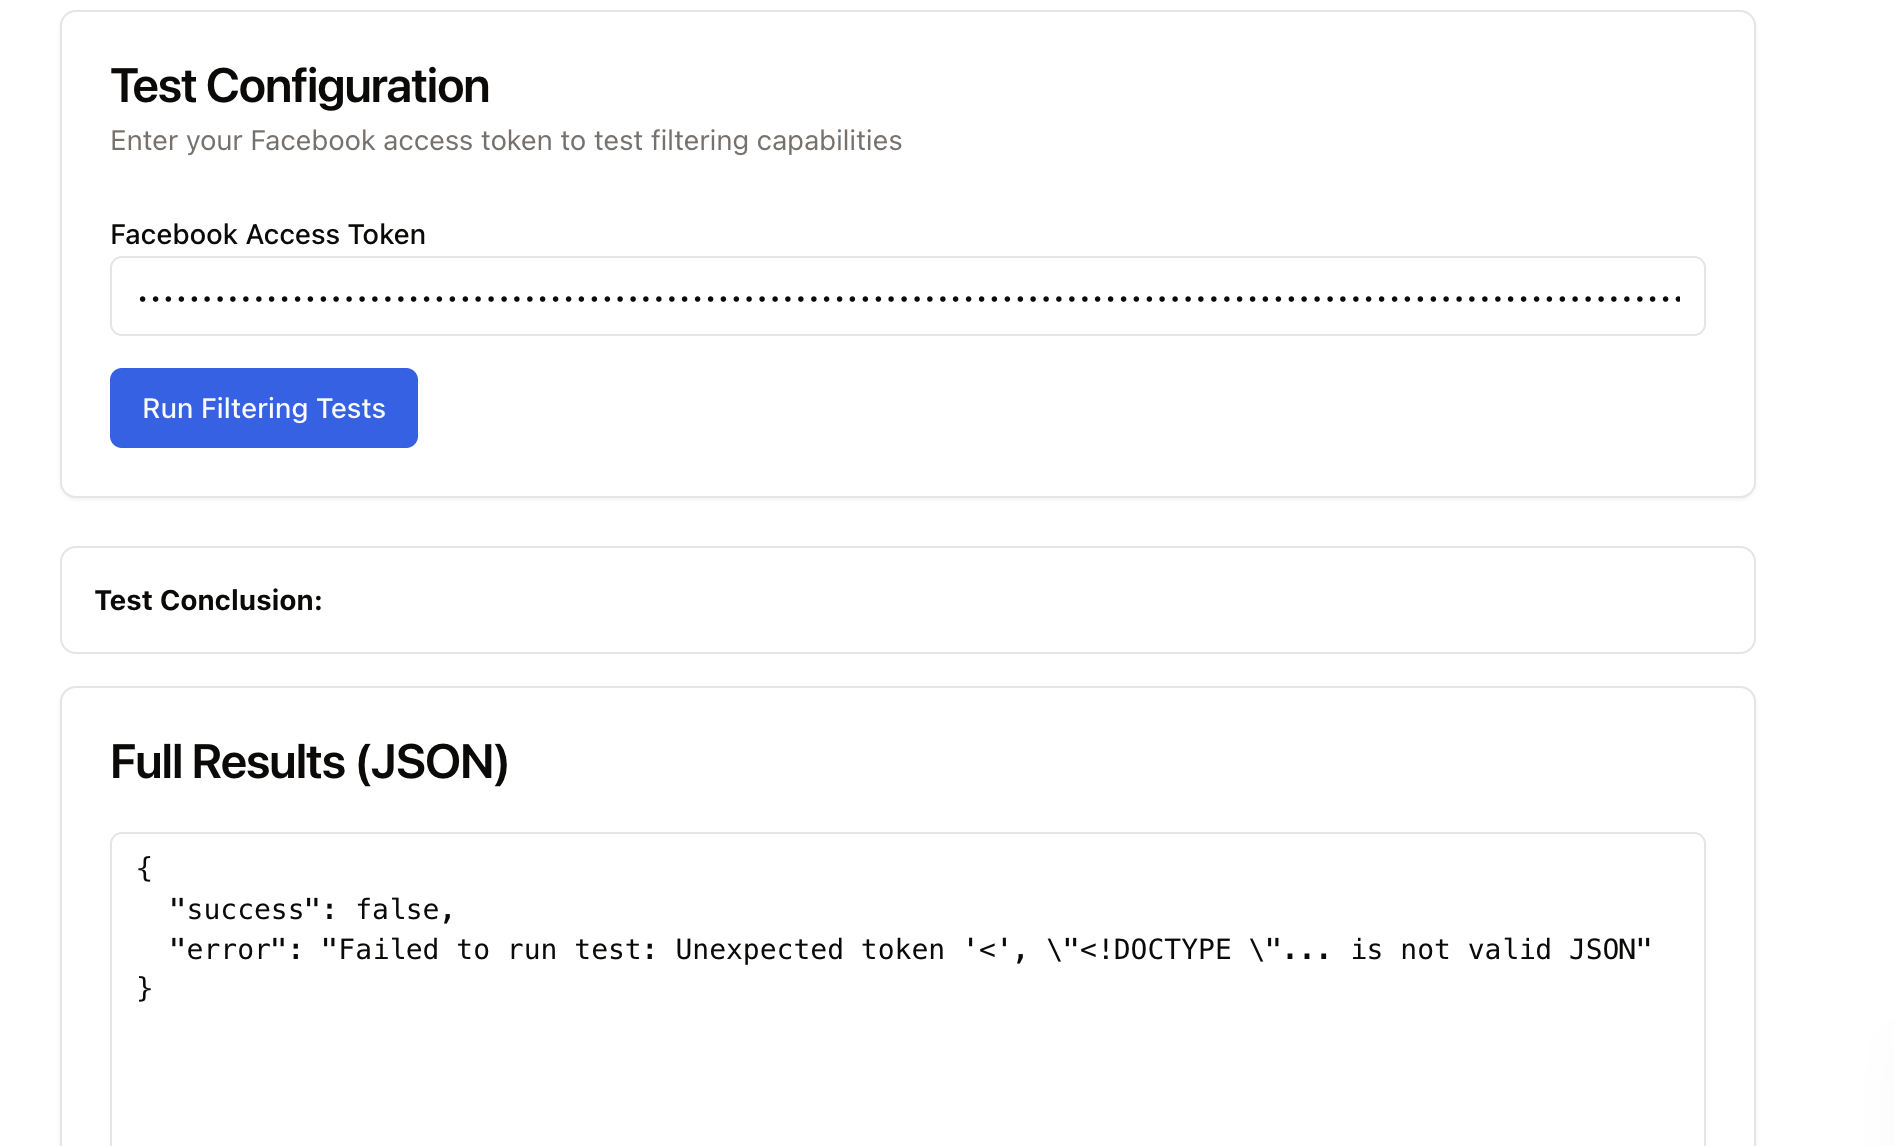 Test Configuration
Enter your Facebook access token to test filtering capabilities
Facebook Access Token
Run Filtering Tests
Test Conclusion:
Full Results (JSON)
{
  "success": false,
  "error": "Failed to run test: Unexpected token '<', \"<!DOCTYPE \"... is not valid JSON"
}